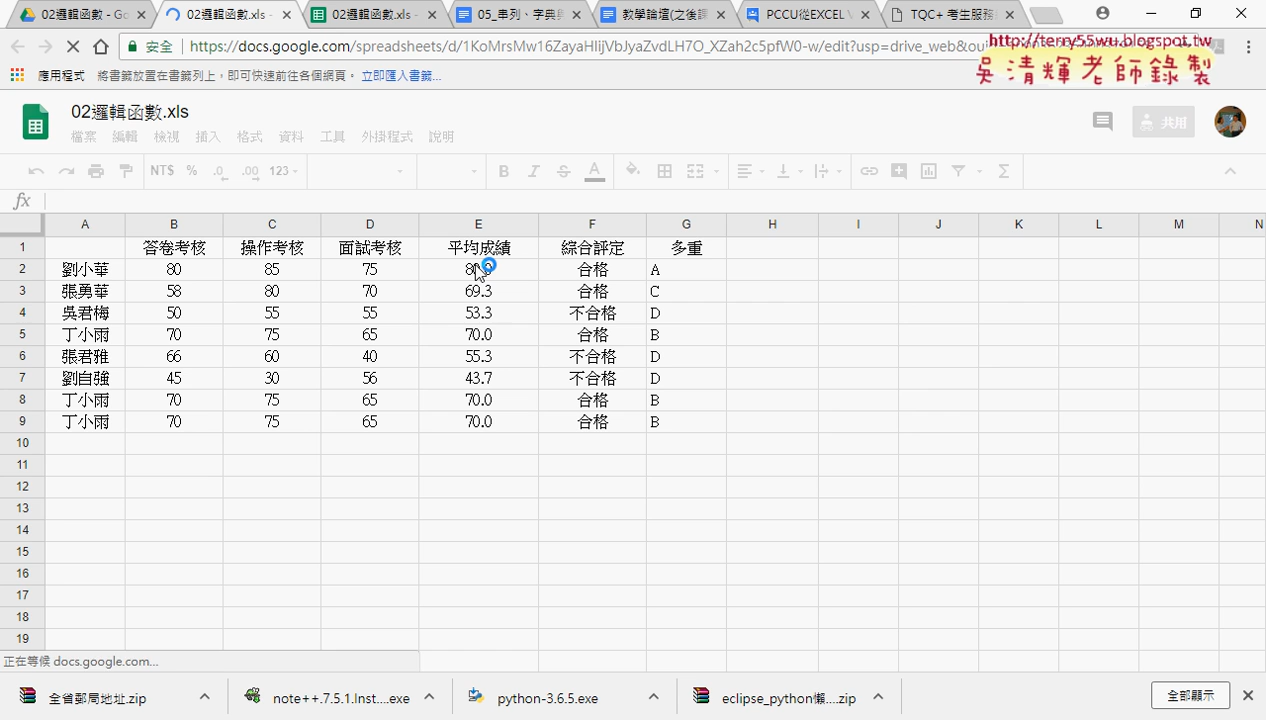 02邏輯函數 - Go
02邏輯函數.xls -
02邏輯函數.xls -
05_串列、字典與
教學論壇(之後課
PCCU從EXCEL V
TQC+ 考生服務
安全
https://docs.google.com/spreadsheets/d/1KoMrsMw16ZayaHIijVbJyaZvdLH7O_XZah2c5pfW0-w/edit?usp=drive_web&ou
http://terry55wu.blogspot.tw
吳清輝老師錄製
應用程式 將書籤放置在書籤列上，即可快速前往各個網頁。 立即匯入書籤...
02邏輯函數.xls
檔案 編輯 檢視 插入 格式 資料 工具 外掛程式 說明
共用
NT$ % .0 .00 123 B I S A Σ
fx
A B C D E F G H I J K L M N
1 答卷考核 操作考核 面試考核 平均成績 綜合評定 多重
2 劉小華 80 85 75 合格 A
3 張勇華 58 80 70 69.3 合格 C
4 吳君梅 50 55 55 53.3 不合格 D
5 丁小雨 70 75 65 70.0 合格 B
6 張君雅 66 60 40 55.3 不合格 D
7 劉自強 45 30 56 43.7 不合格 D
8 丁小雨 70 75 65 70.0 合格 B
9 丁小雨 70 75 65 70.0 合格 B
10
11
12
13
14
15
16
17
18
19
正在等候 docs.google.com...
全省郵局地址.zip
note++.7.5.1.Inst....exe
python-3.6.5.exe
eclipse_python懶....zip
全部顯示